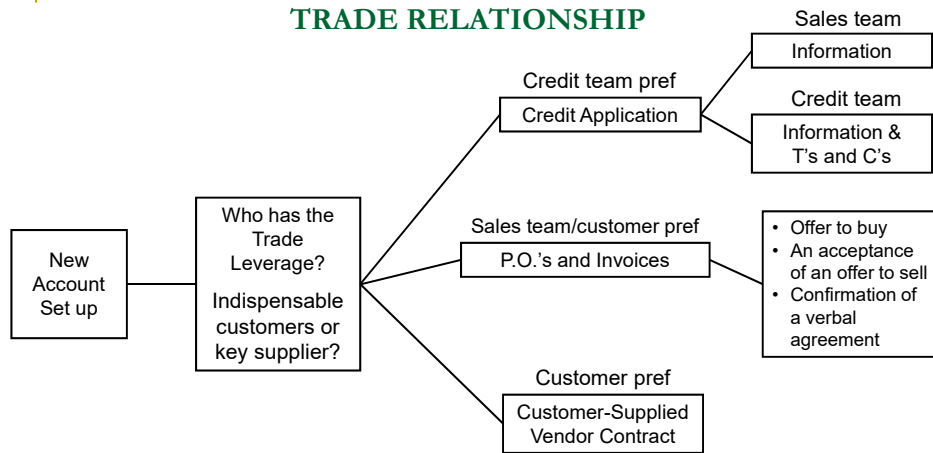 TRADE RELATIONSHIP
Sales team
Information
Credit team pref
Credit Application
Credit team
Information &
T's and C's
Who has the
Trade
Leverage?
Indispensable
customers or
key supplier?
New
Account
Set up
Sales team/customer pref
P.O.'s and Invoices
• Offer to buy
• An acceptance
of an offer to sell
• Confirmation of
a verbal
agreement
Customer pref
Customer-Supplied
Vendor Contract